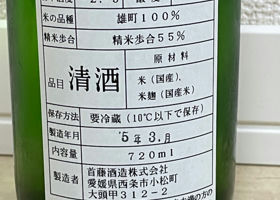 米の品種 雄町１００％
精米歩合 精米歩合５５％
品目 清酒
原材料
米（国産）、
米麹（国産米）
保存方法 要冷蔵（１０℃以下で保存）
製造年月 '５年３月
内容量 ７２０ml
製造者
首藤酒造株式会社
愛媛県西条市小松町
大頭甲３１２－２